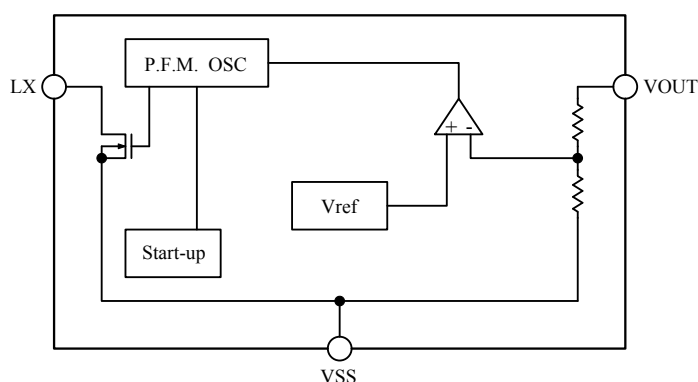 P.F.M. OSC
LX
VOUT
+ -
Vref
Start-up
VSS